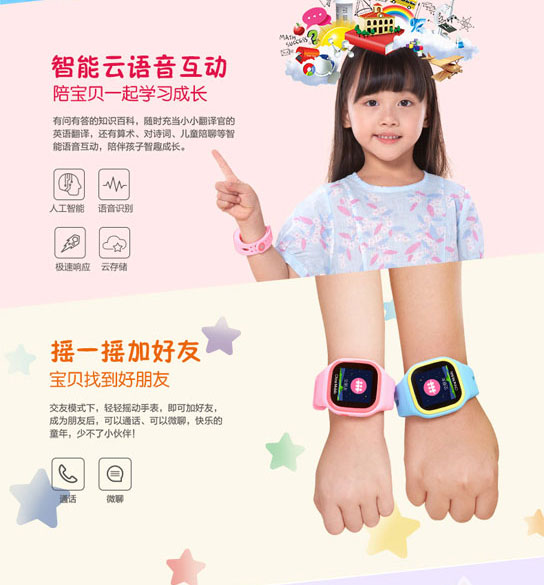 MATH
SUCCESS
智能云语音互动
陪宝贝一起学习成长
有问有答的知识百科，随时充当小小翻译官的
英语翻译，还有算术、对诗词、儿童陪聊等智
能语音互动，陪伴孩子智趣成长。
人工智能
语音识别
极速响应
云存储
摇一摇加好友
宝贝找到好朋友
交友模式下，轻轻摇动手表，即可加好友，
成为朋友后，可以通话、可以微聊，快乐的
童年，少不了小伙伴！
通话
微聊